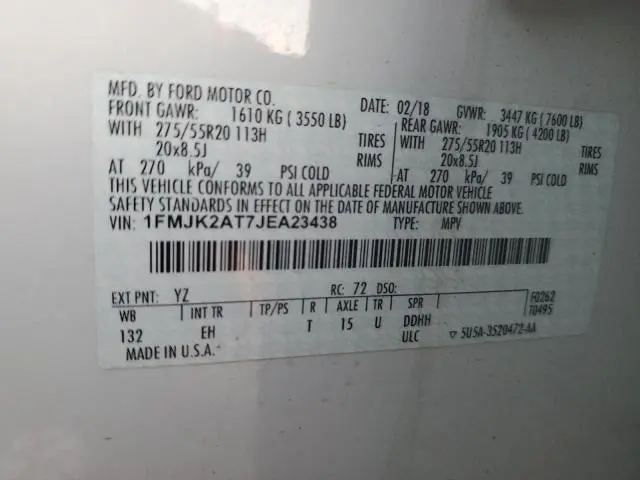 MFD. BY FORD MOTOR CO.
DATE: 02/18 GVWR: 3447 KG (7600 LB)
FRONT GAWR: 1610 KG (3550 LB)
REAR GAWR: 1905 KG (4200 LB)
WITH 275/55R20 113H TIRES
WITH 275/55R20 113H TIRES
20x8.5J RIMS
20x8.5J RIMS
AT 270 kPa/ 39 PSI COLD
AT 270 kPa/ 39 PSI COLD
THIS VEHICLE CONFORMS TO ALL APPLICABLE FEDERAL MOTOR VEHICLE
SAFETY STANDARDS IN EFFECT ON THE DATE OF MANUFACTURE SHOWN ABOVE.
VIN: 1FMJK2AT7JEA23438 TYPE: MPV
EXT PNT: YZ RC: 72 DSO:
F0262
T0495
WB INT TR TP/PS R AXLE TR SPR
132 EH T 15 U DDHH
ULC
MADE IN U.S.A.
▽ 5U5A-3520472-AA